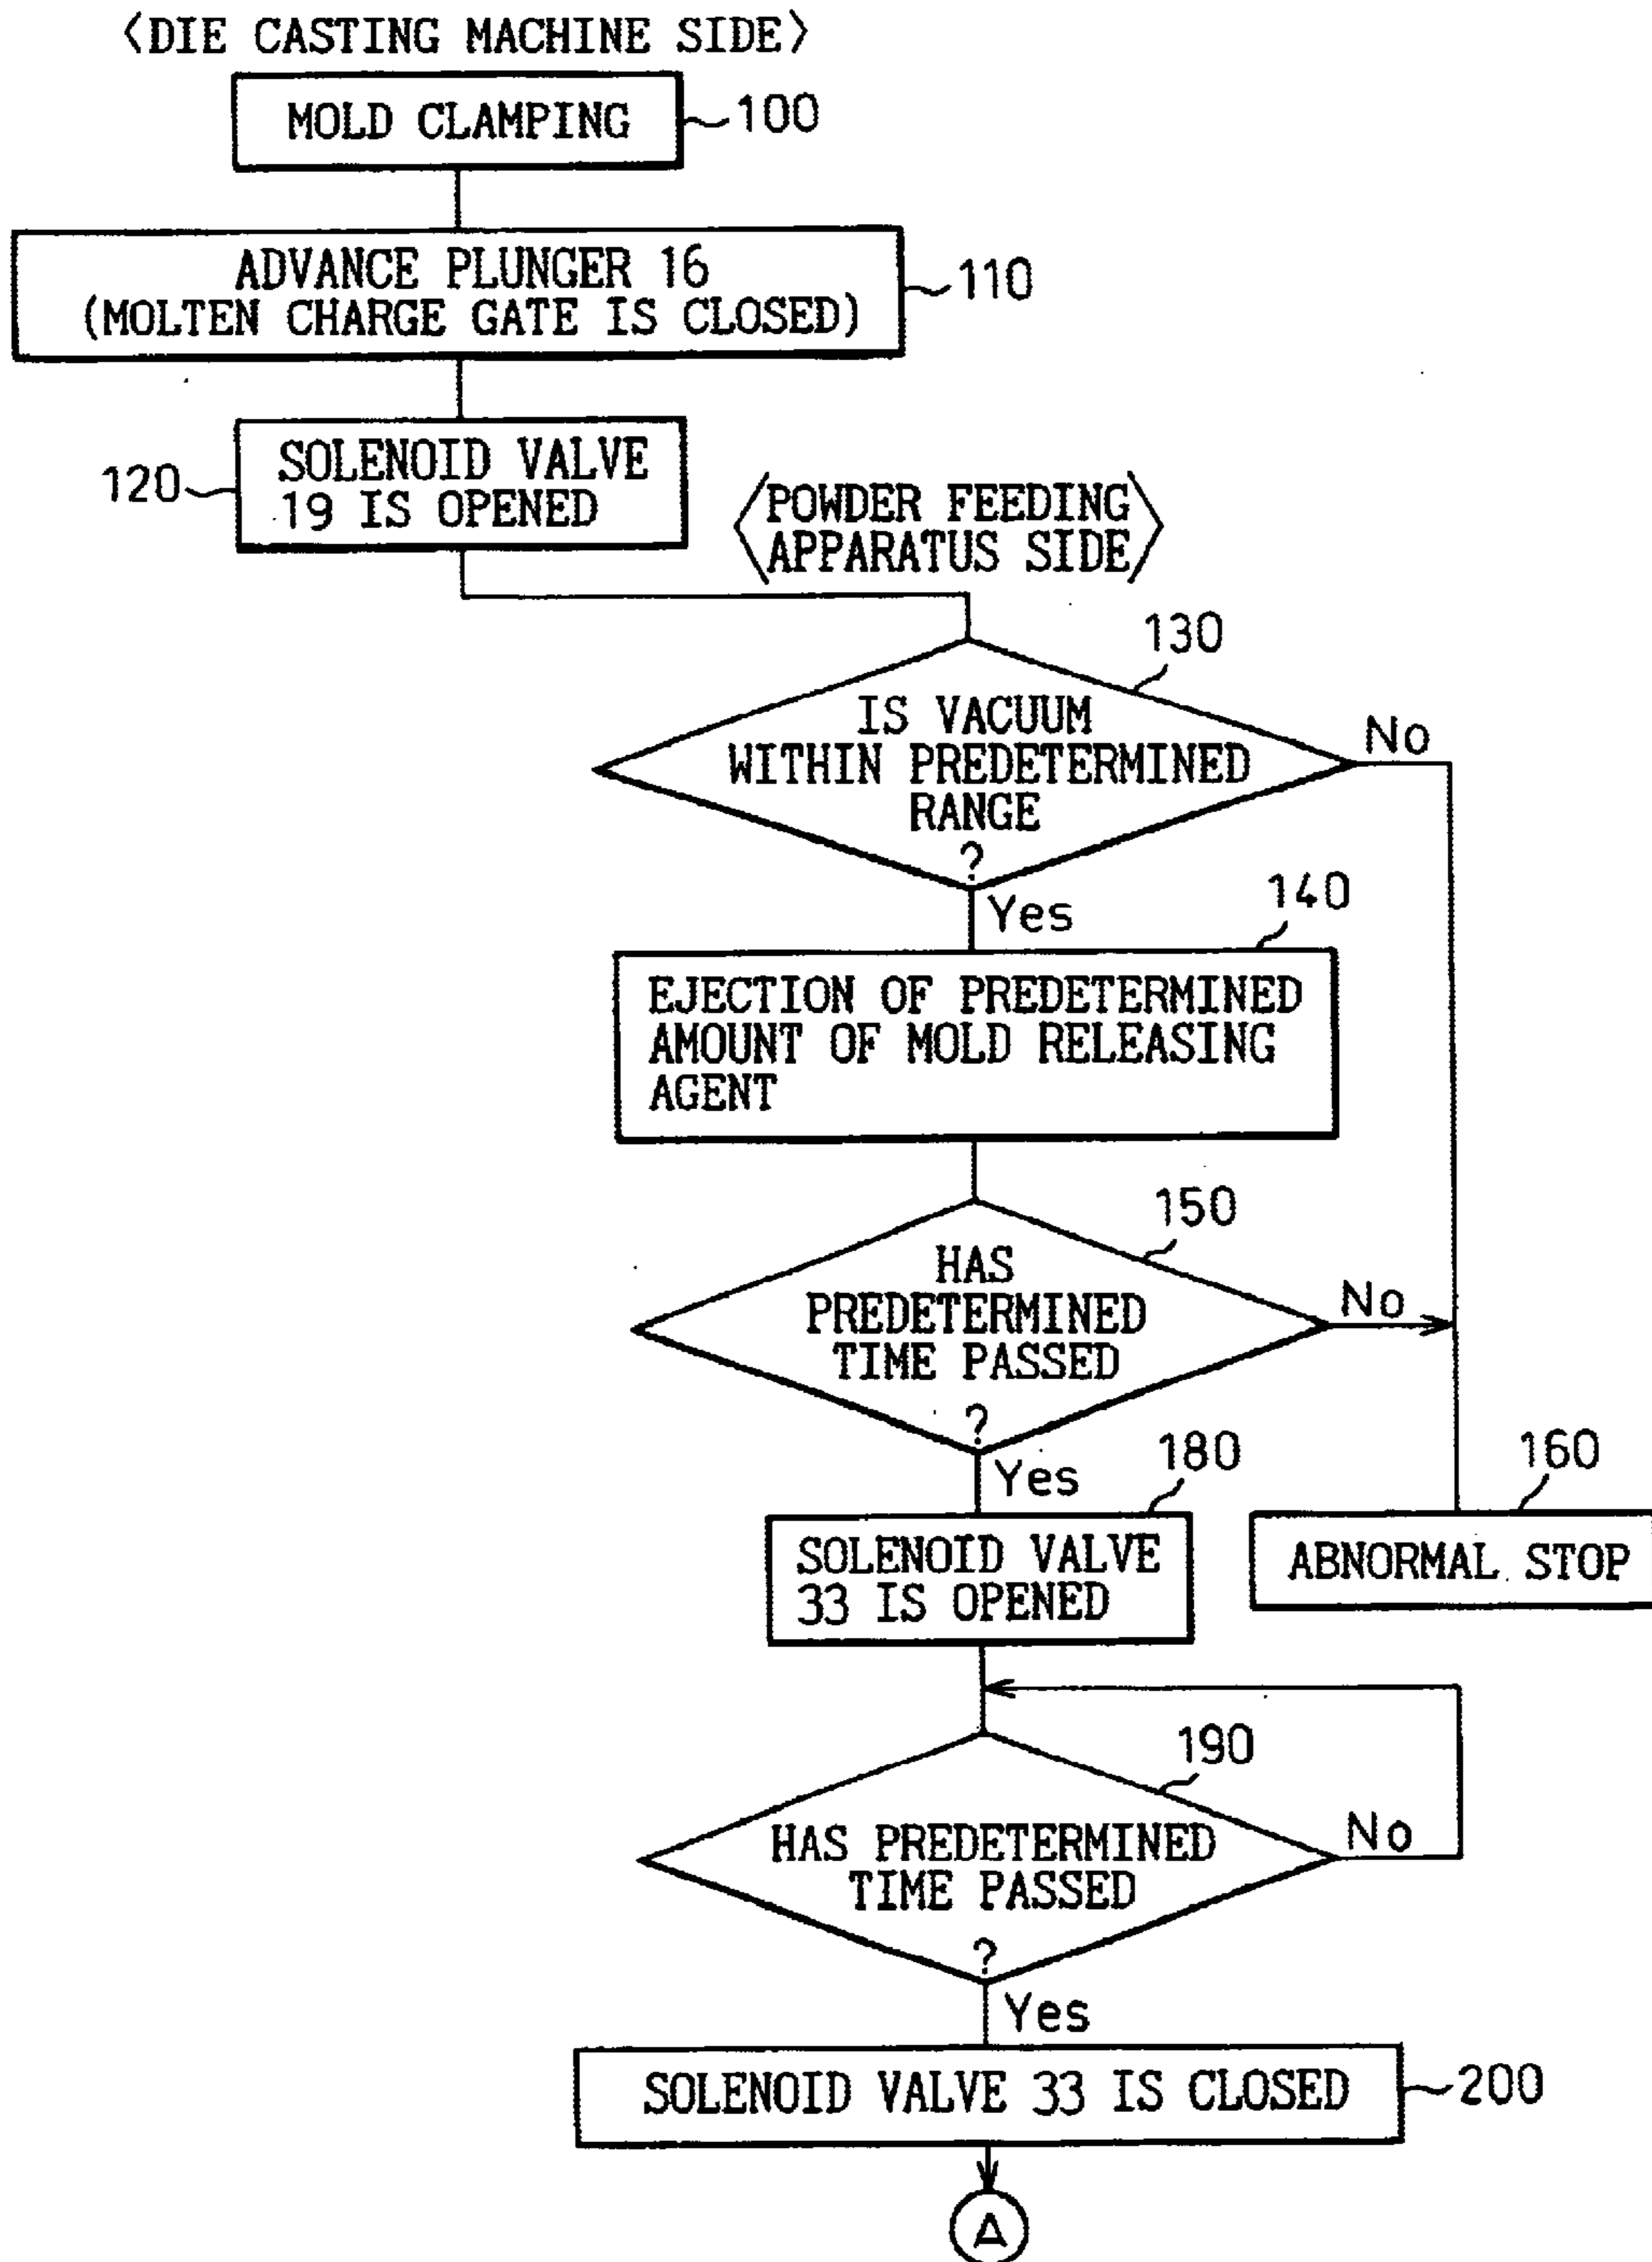 〈DIE CASTING MACHINE SIDE〉
MOLD CLAMPING
100
ADVANCE PLUNGER 16
(MOLTEN CHARGE GATE IS CLOSED)
110
120
SOLENOID VALVE
19 IS OPENED
〈POWDER FEEDING
APPARATUS SIDE〉
130
IS VACUUM
WITHIN PREDETERMINED
RANGE
?
No
Yes
140
EJECTION OF PREDETERMINED
AMOUNT OF MOLD RELEASING
AGENT
150
HAS
PREDETERMINED
TIME PASSED
?
No
Yes
180
SOLENOID VALVE
33 IS OPENED
160
ABNORMAL STOP
190
HAS PREDETERMINED
TIME PASSED
?
No
Yes
SOLENOID VALVE 33 IS CLOSED
200
A